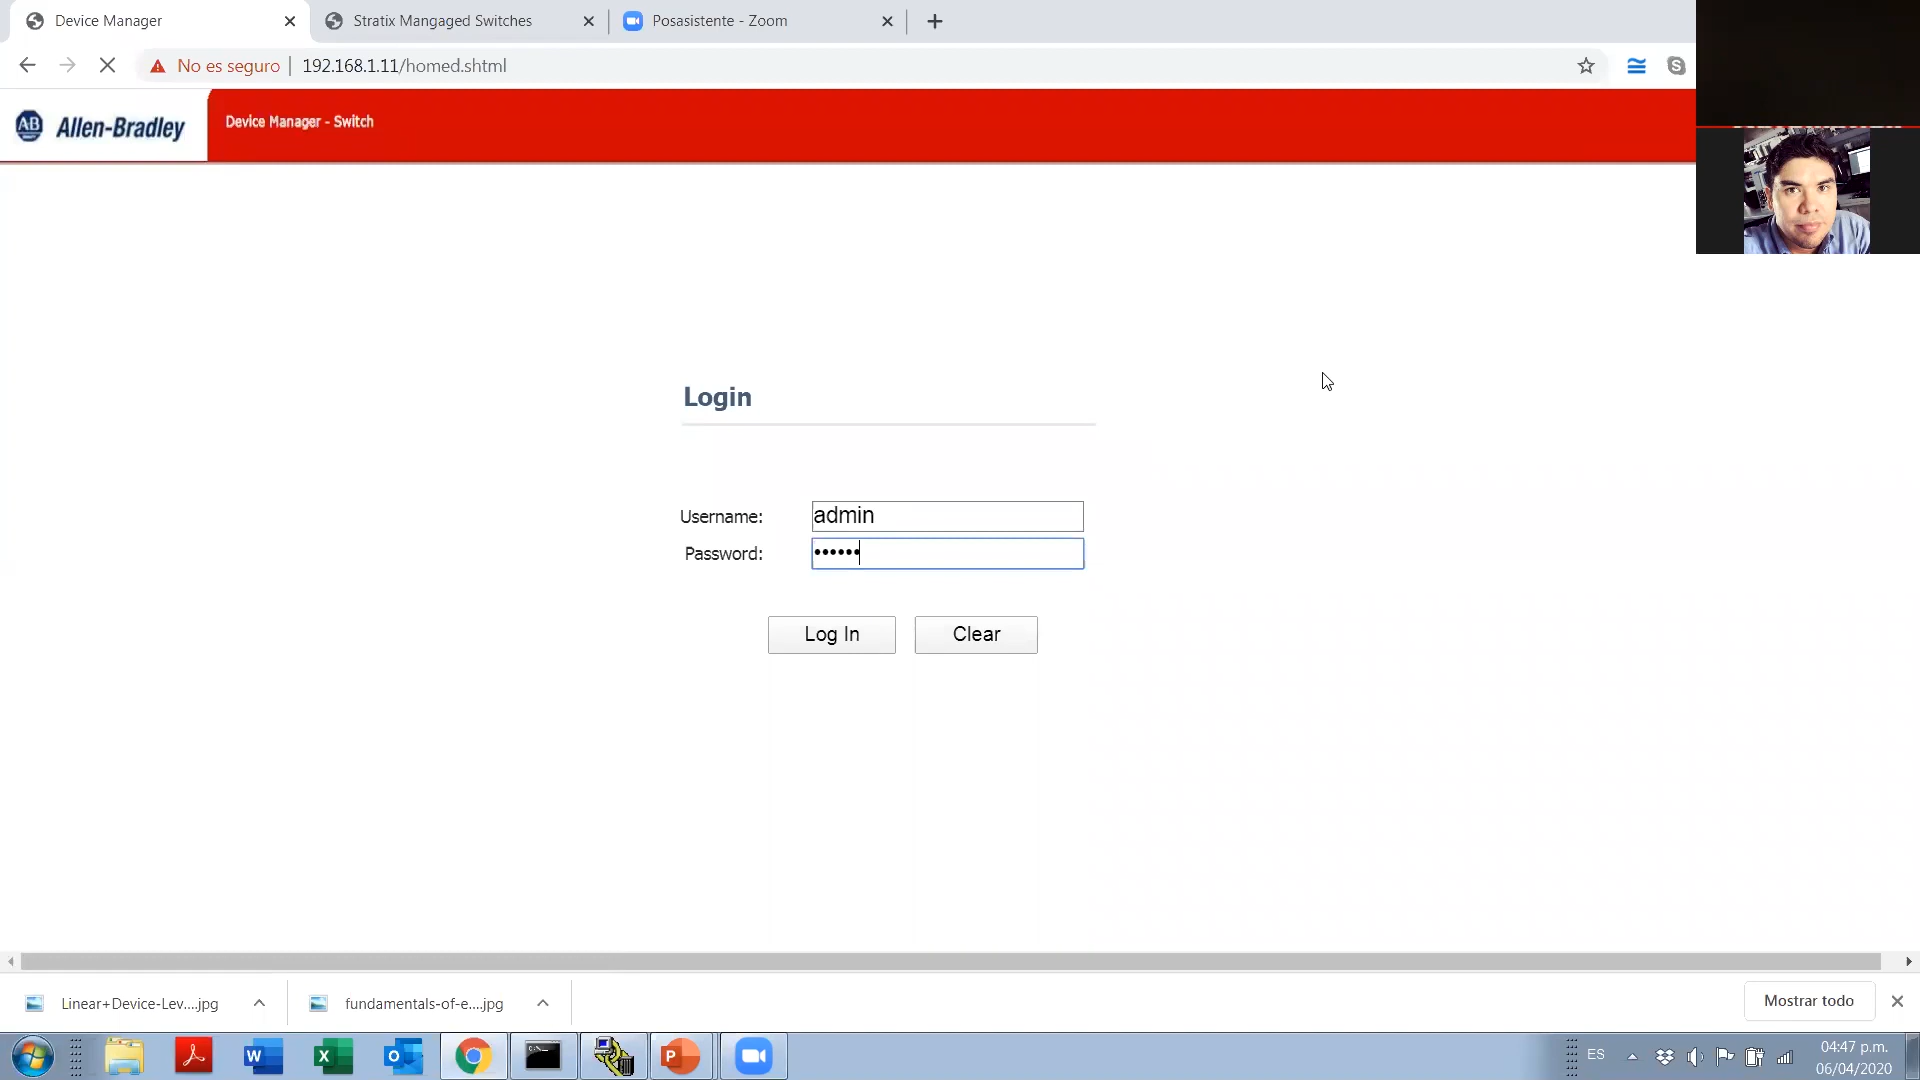 Device Manager
Stratix Mangaged Switches
Posasistente - Zoom
No es seguro | 192.168.1.11/homed.shtml
AB Allen-Bradley
Device Manager - Switch
Login
Username: admin
Password: ••••••
Log In
Clear
Linear+Device-Lev....jpg
fundamentals-of-e....jpg
Mostrar todo
ES
04:47 p.m.
06/04/2020